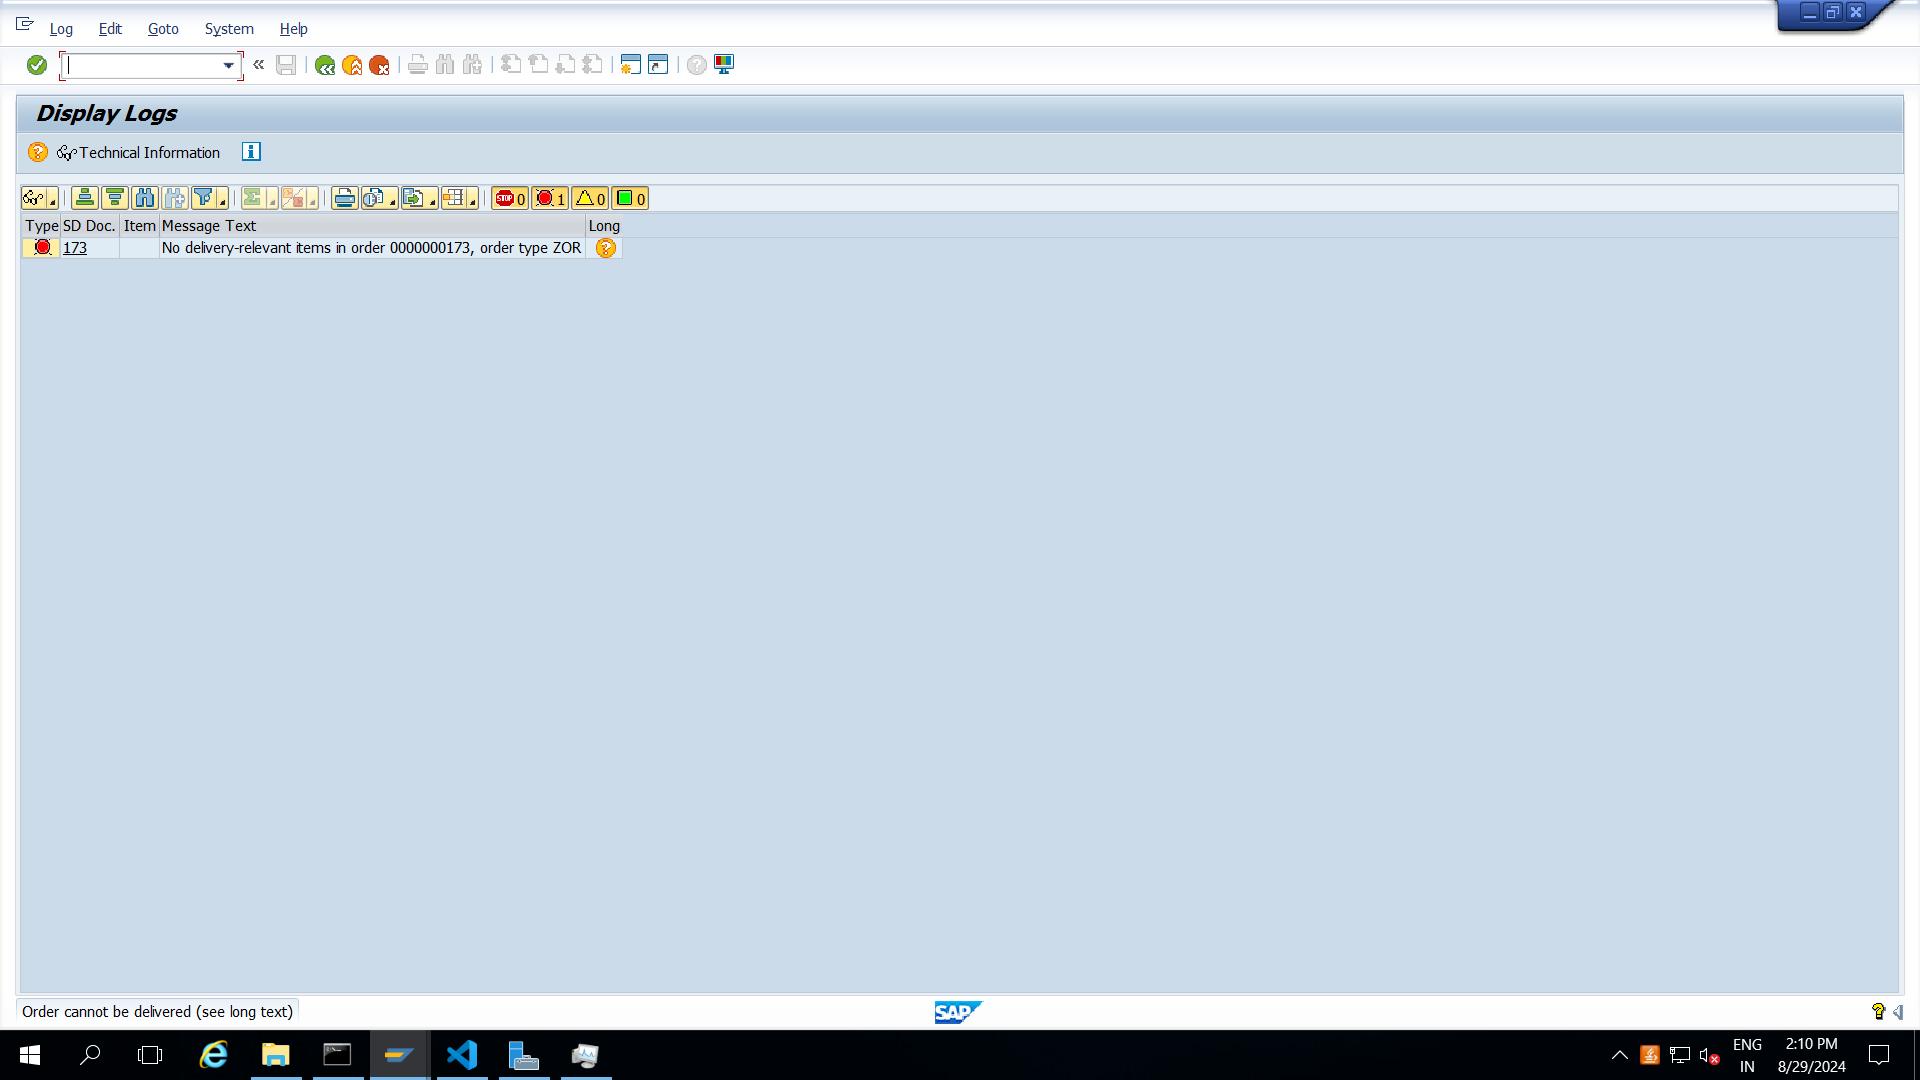 Log Edit Goto System Help
Display Logs
Technical Information
STOP 0 1 0 0
Type SD Doc. Item Message Text Long
173 No delivery-relevant items in order 0000000173, order type ZOR
Order cannot be delivered (see long text)
SAP
ENG 2:10 PM
IN 8/29/2024